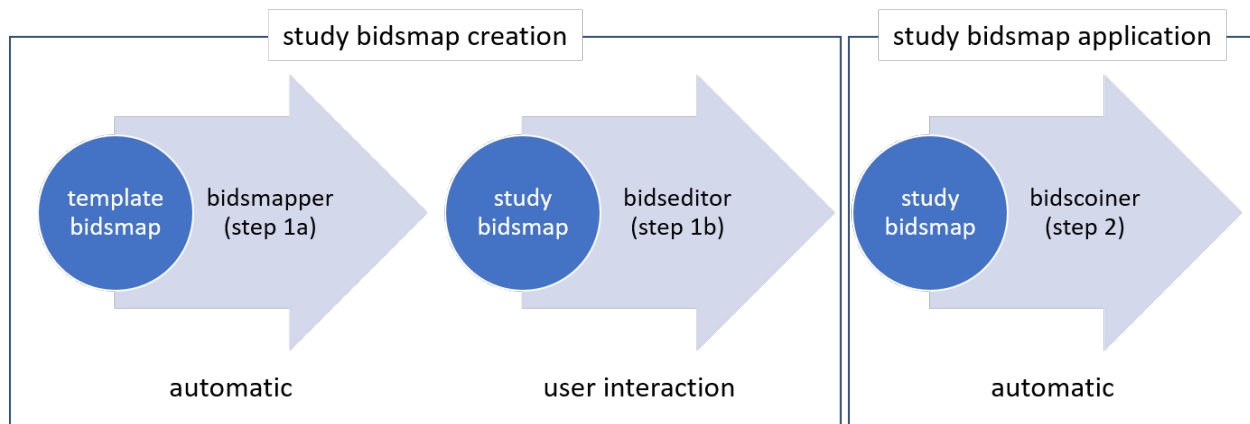 study bidsmap creation
study bidsmap application
template
bidsmap
bidsmapper
(step 1a)
study
bidsmap
bidseditor
(step 1b)
study
bidsmap
bidscoiner
(step 2)
automatic
user interaction
automatic